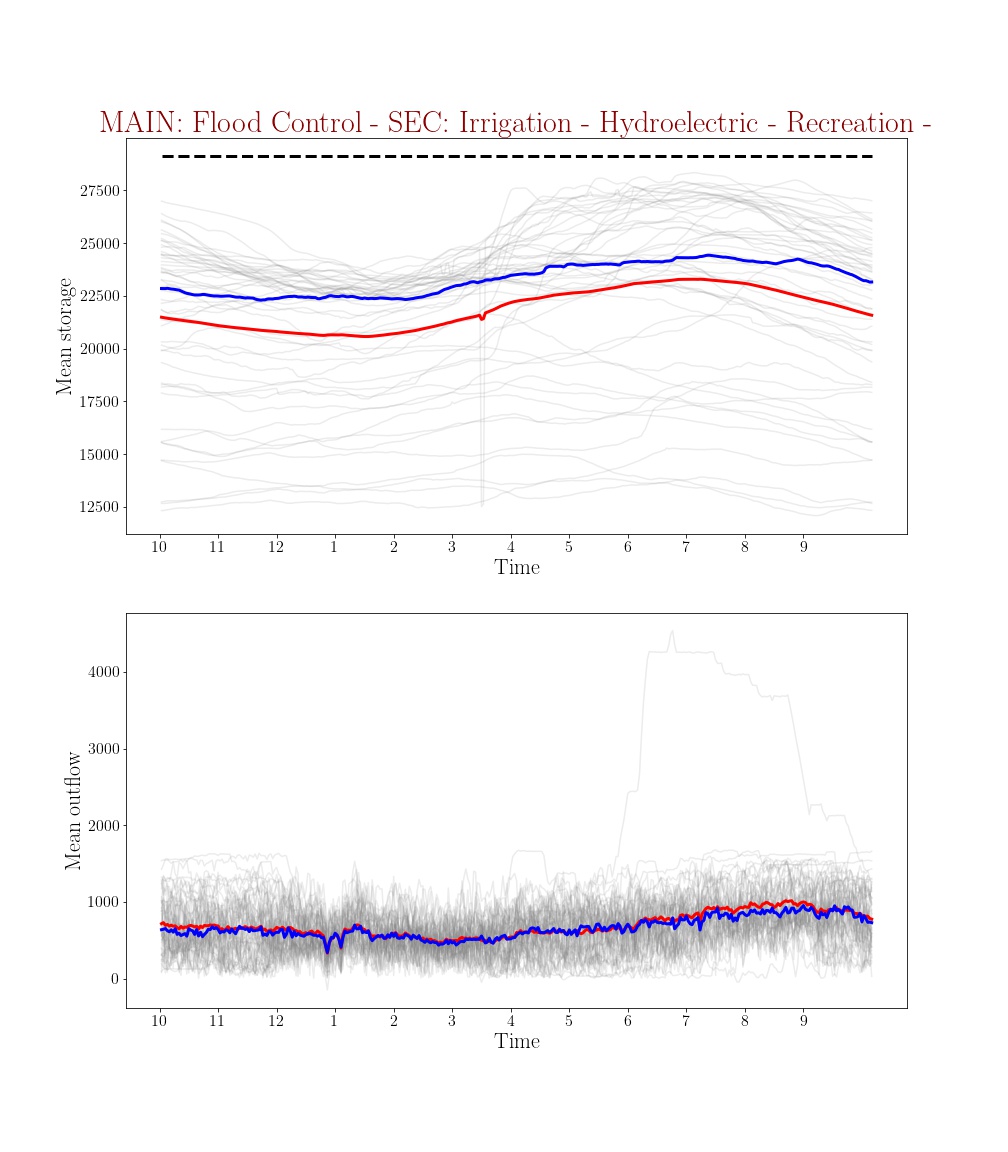 MAIN: Flood Control - SEC: Irrigation - Hydroelectric - Recreation -
Mean storage
27500
25000
22500
20000
17500
15000
12500
10 11 12 1 2 3 4 5 6 7 8 9
Time
Mean outflow
4000
3000
2000
1000
0
10 11 12 1 2 3 4 5 6 7 8 9
Time